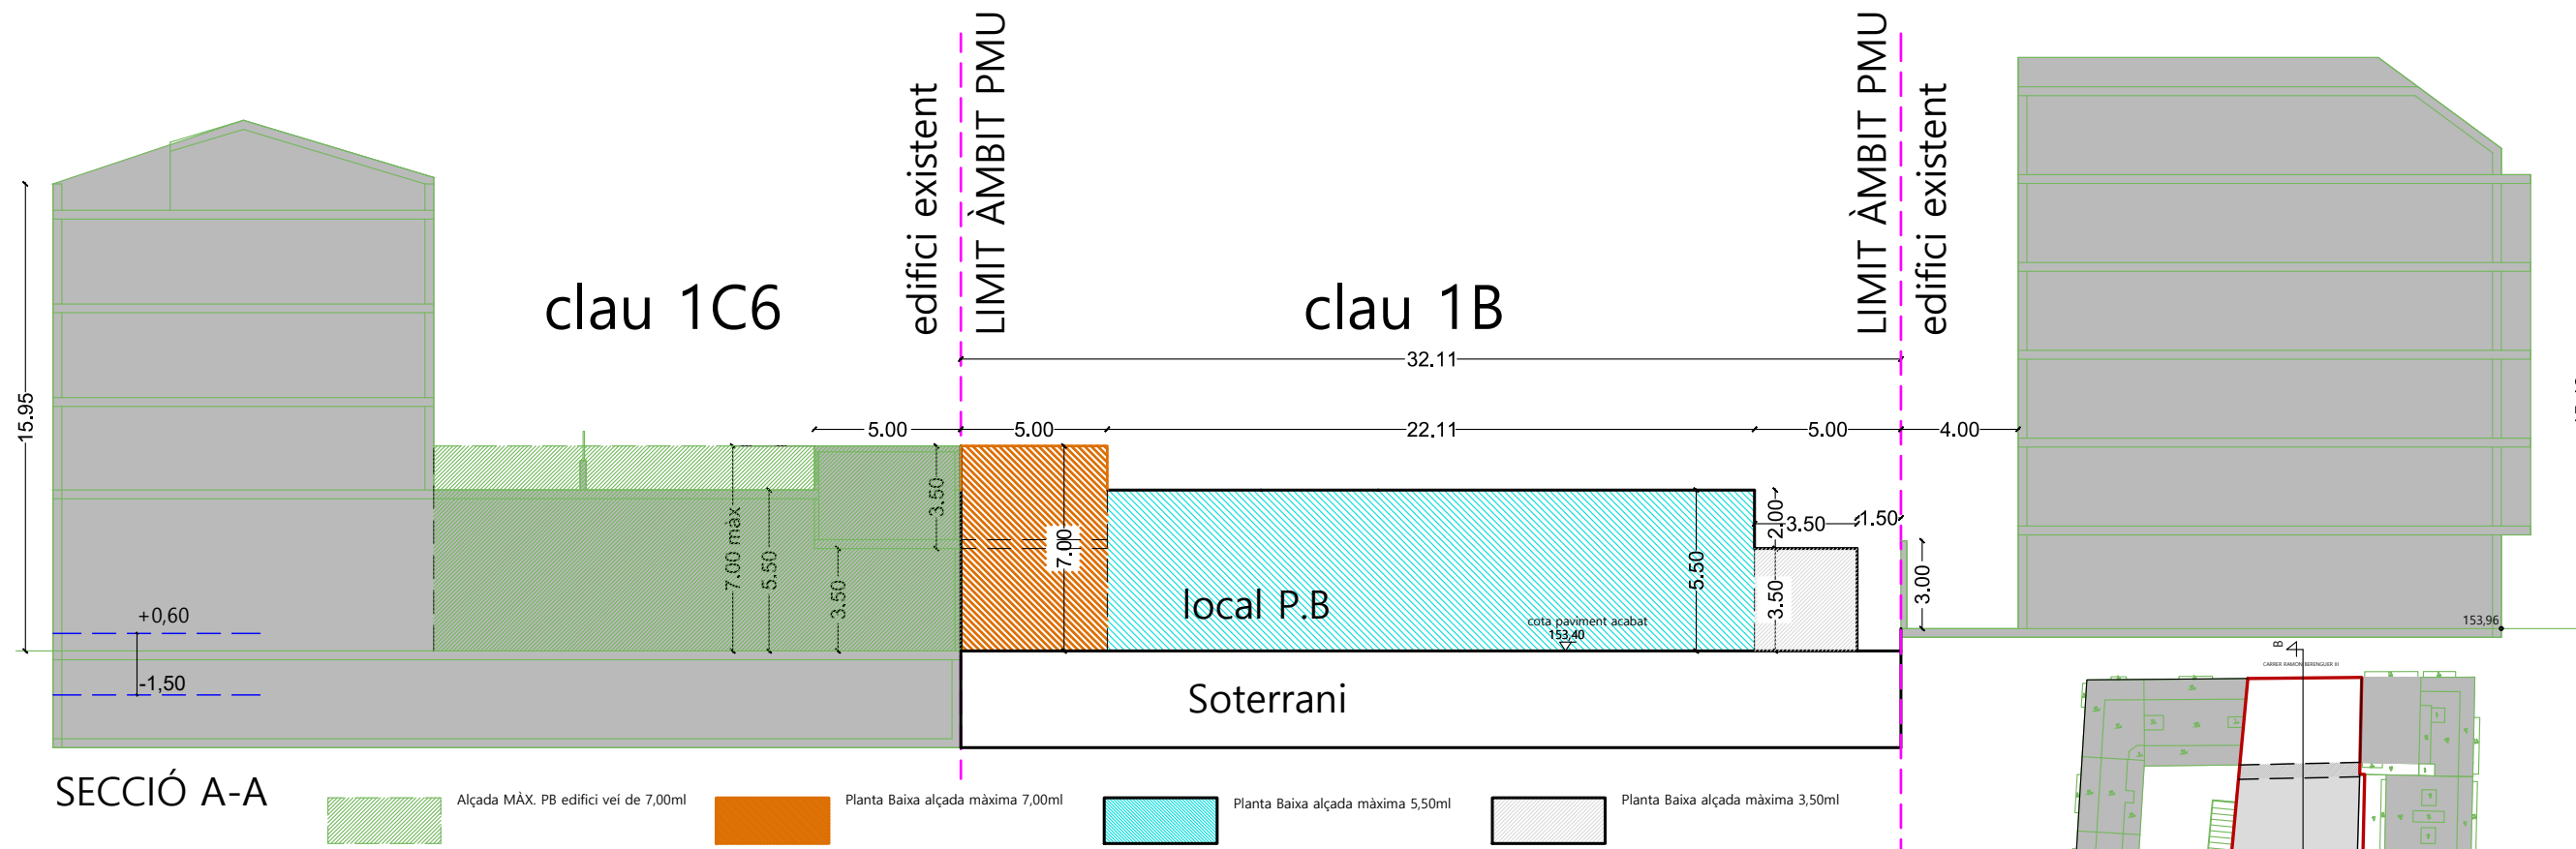 edifici existent
LIMIT ÀMBIT PMU
LIMIT ÀMBIT PMU
edifici existent
clau 1C6
clau 1B
32.11
15.95
5.00
5.00
22.11
5.00
4.00
7.00 màx
5.50
3.50
3.50
7.00
local P.B
5.50
2.00
3.50
1.50
3.50
3.00
cota paviment acabat
153,40
153,96
+0,60
-1,50
Soterrani
B
CARRER RAMON BERENGUER III
SECCIÓ A-A
Alçada MÀX. PB edifici veí de 7,00ml
Planta Baixa alçada màxima 7,00ml
Planta Baixa alçada màxima 5,50ml
Planta Baixa alçada màxima 3,50ml